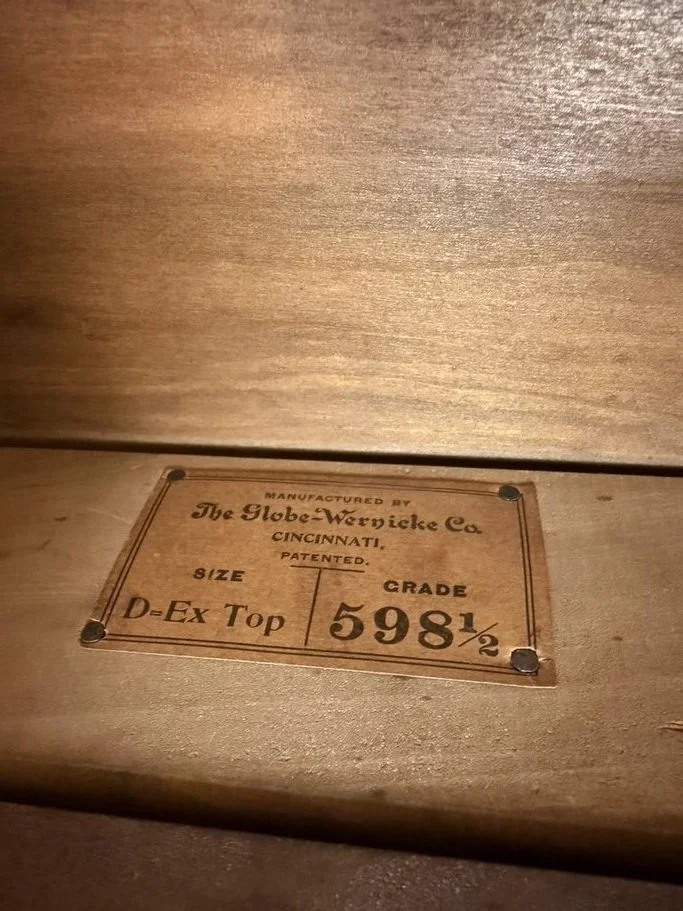 MANUFACTURED BY
The Globe-Wernicke Co.
CINCINNATI,
PATENTED.
SIZE
D=Ex Top
GRADE
598½